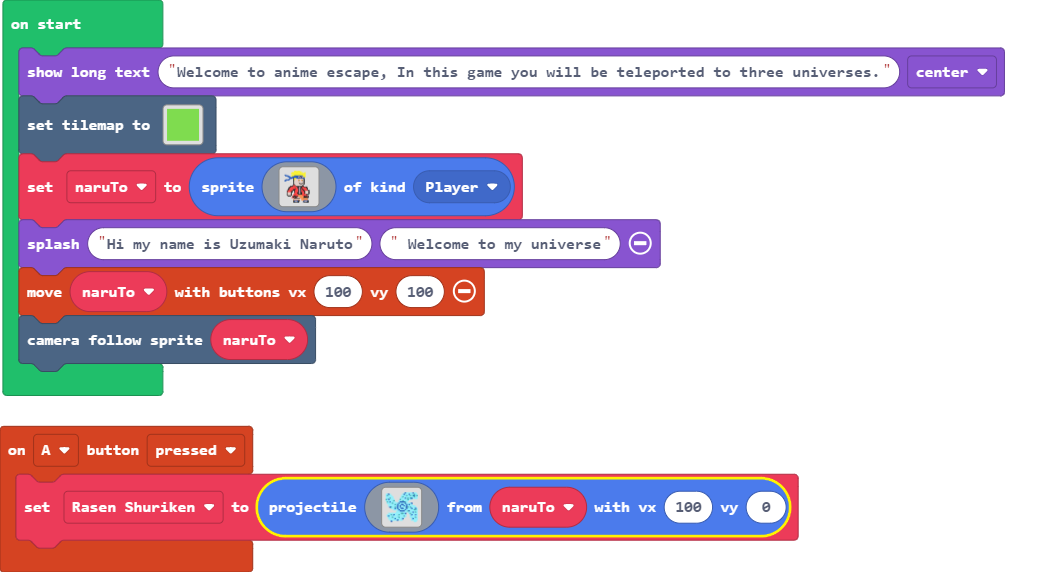 on start
show long text "Welcome to anime escape, In this game you will be teleported to three universes." center
set tilemap to
set naruTo to sprite of kind Player
splash "Hi my name is Uzumaki Naruto" " Welcome to my universe"
move naruTo with buttons vx 100 vy 100
camera follow sprite naruTo
on A button pressed
set Rasen Shuriken to projectile from naruTo with vx 100 vy 0